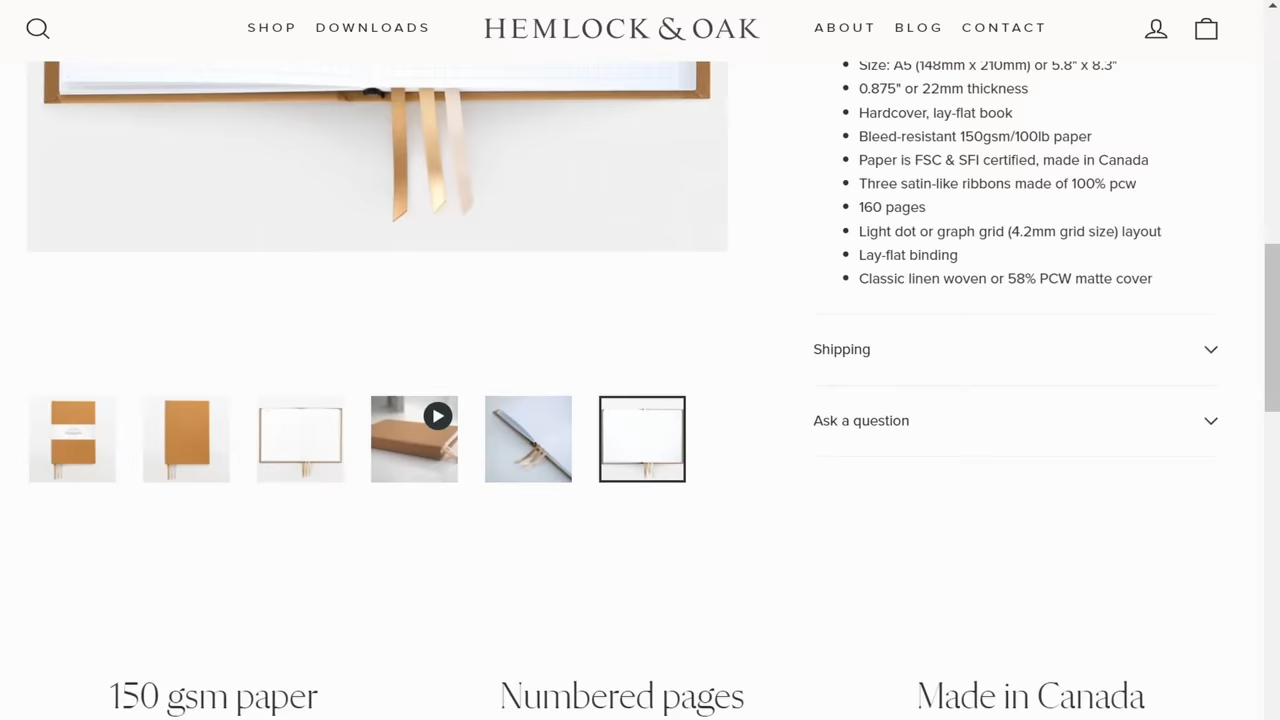 SHOP DOWNLOADS HEMLOCK & OAK ABOUT BLOG CONTACT
Size: A5 (148mm x 210mm) or 5.8" x 8.3"
0.875" or 22mm thickness
Hardcover, lay-flat book
Bleed-resistant 150gsm/100lb paper
Paper is FSC & SFI certified, made in Canada
Three satin-like ribbons made of 100% pcw
160 pages
Light dot or graph grid (4.2mm grid size) layout
Lay-flat binding
Classic linen woven or 58% PCW matte cover
Shipping
Ask a question
150 gsm paper
Numbered pages
Made in Canada